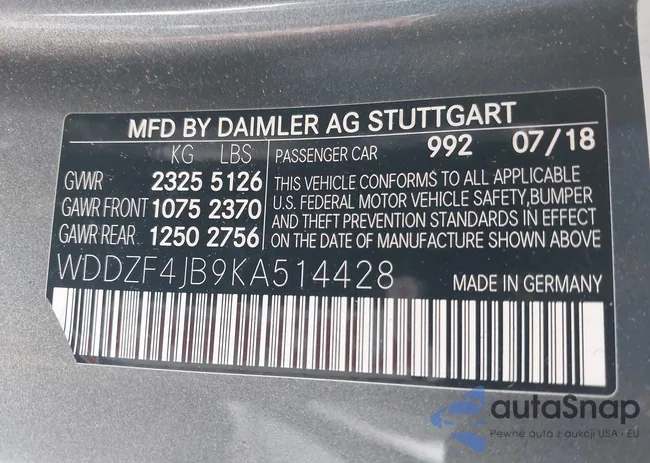 MFD BY DAIMLER AG STUTTGART
KG LBS
GVWR 2325 5126
GAWR FRONT 1075 2370
GAWR REAR 1250 2756
PASSENGER CAR 992 07/18
THIS VEHICLE CONFORMS TO ALL APPLICABLE
U.S. FEDERAL MOTOR VEHICLE SAFETY,BUMPER
AND THEFT PREVENTION STANDARDS IN EFFECT
ON THE DATE OF MANUFACTURE SHOWN ABOVE
WDDZF4JB9KA514428
MADE IN GERMANY
autaSnap
Pewne auta z aukcji USA i EU